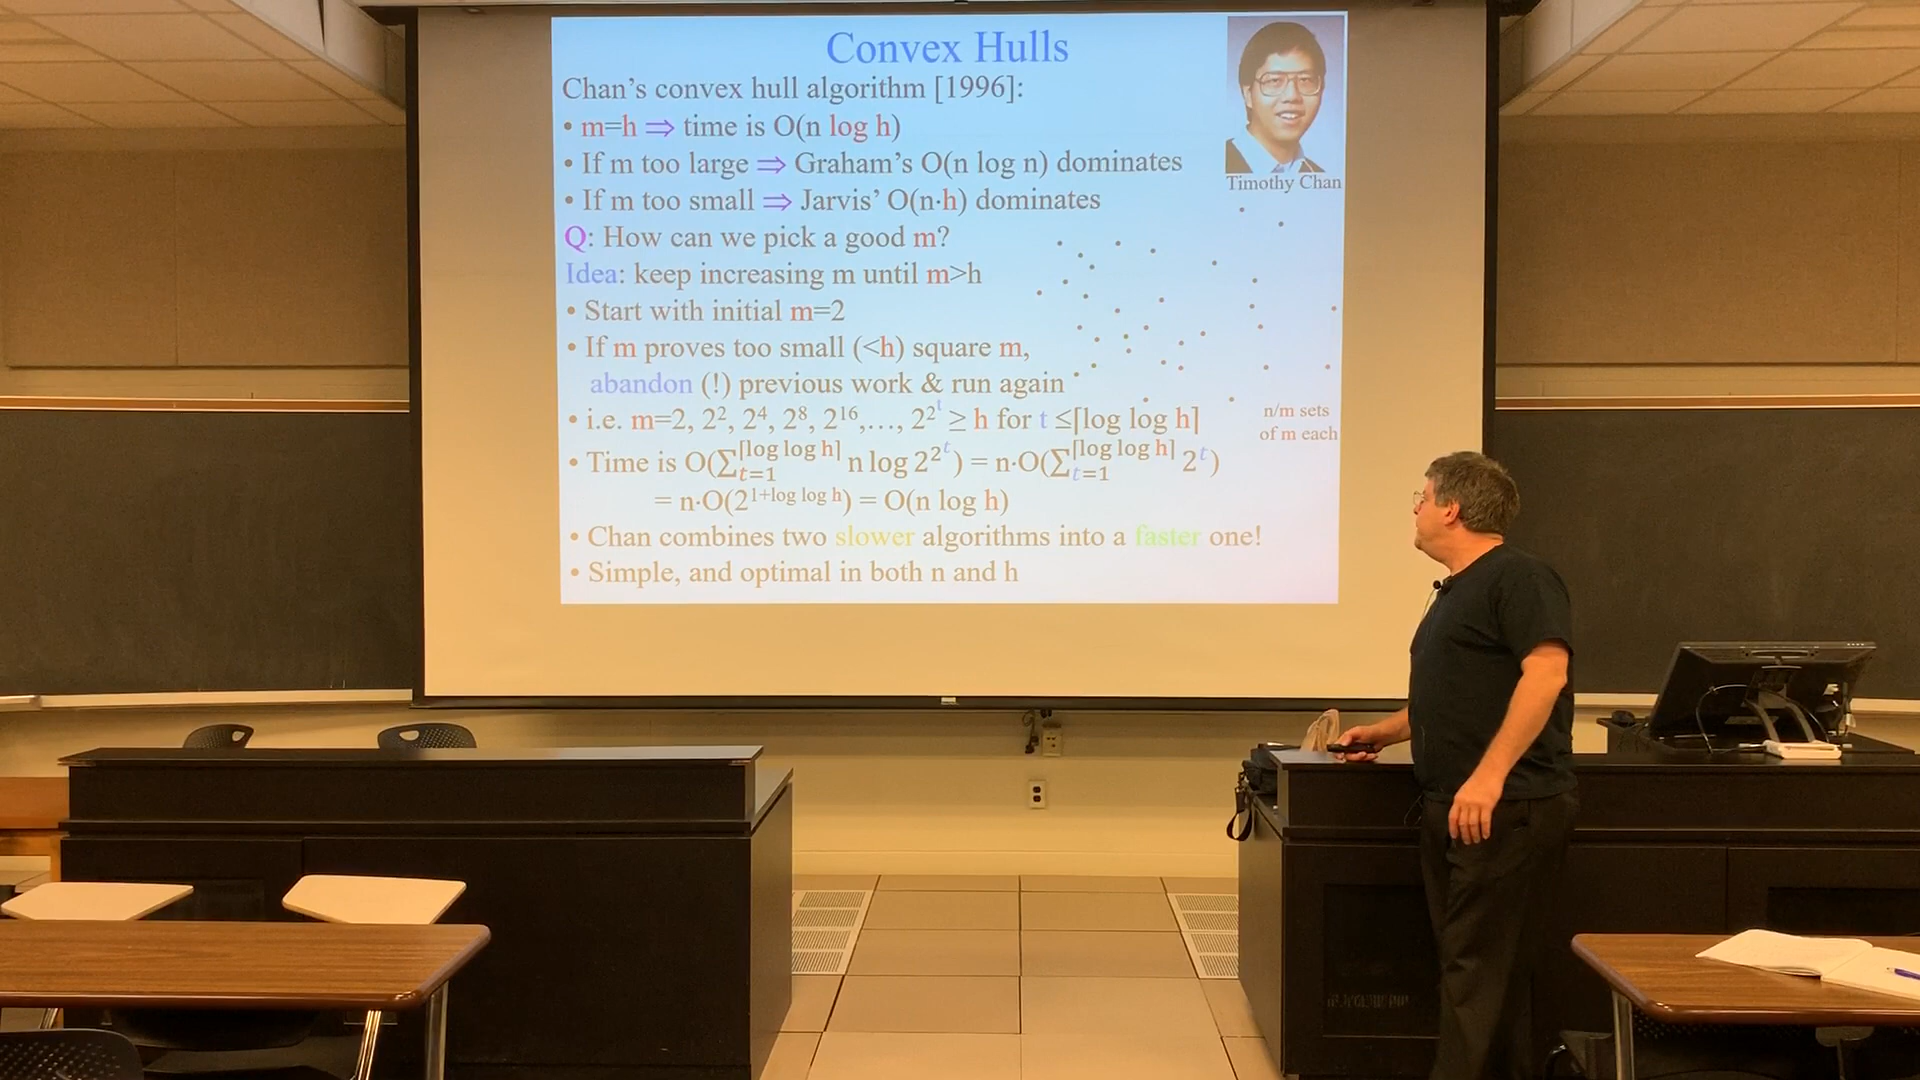 Convex Hulls
Chan's convex hull algorithm [1996]:
• m=h ⇒ time is O(n log h)
• If m too large ⇒ Graham's O(n log n) dominates
• If m too small ⇒ Jarvis' O(n·h) dominates
Timothy Chan
Q: How can we pick a good m?
Idea: keep increasing m until m>h
• Start with initial m=2
• If m proves too small (<h) square m,
abandon (!) previous work & run again
• i.e. m=2, 2², 2⁴, 2⁸, 2¹⁶,…, 2^2^t ≥ h for t ≤⌈log log h⌉
n/m sets
of m each
• Time is O(∑_{t=1}^{⌈log log h⌉} n log 2^2^t) = n·O(∑_{t=1}^{⌈log log h⌉} 2^t)
= n·O(2^{1+log log h}) = O(n log h)
• Chan combines two slower algorithms into a faster one!
• Simple, and optimal in both n and h